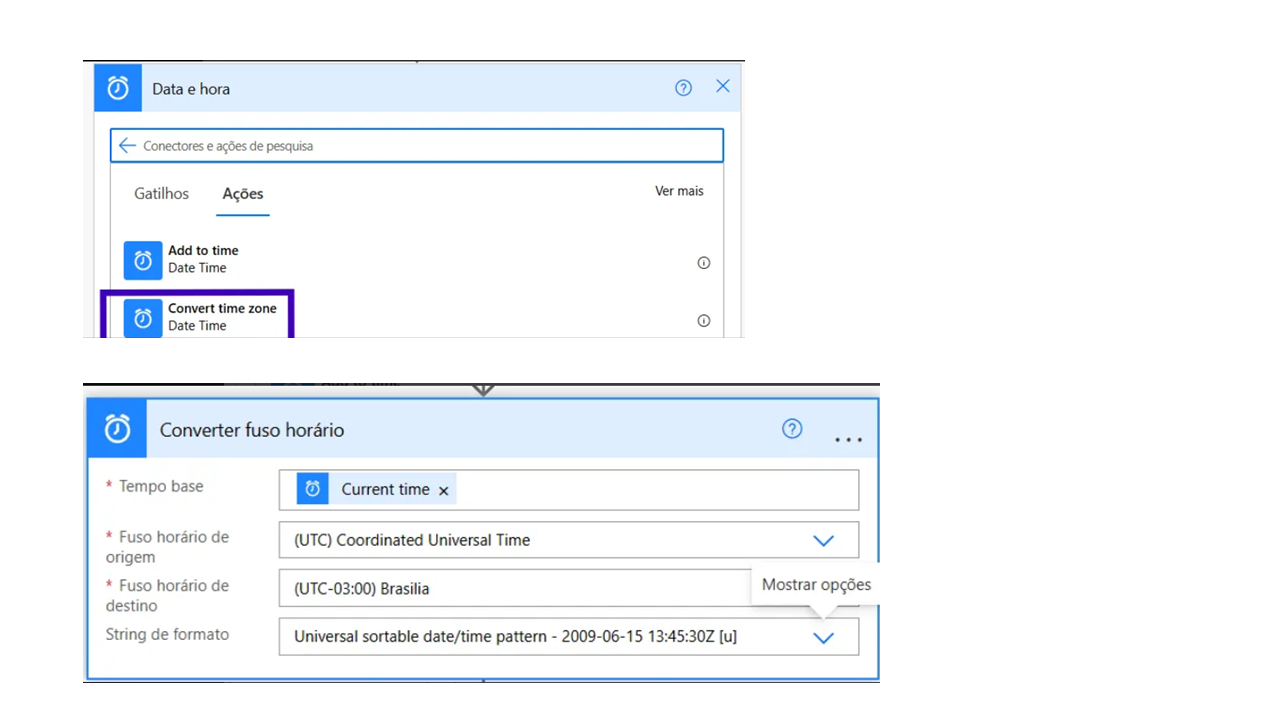 Data e hora
Conectores e ações de pesquisa
Gatilhos Ações Ver mais
Add to time
Date Time
Convert time zone
Date Time
Converter fuso horário
* Tempo base
Current time ×
* Fuso horário de
origem
(UTC) Coordinated Universal Time
* Fuso horário de
destino
(UTC-03:00) Brasilia
Mostrar opções
String de formato
Universal sortable date/time pattern - 2009-06-15 13:45:30Z [u]